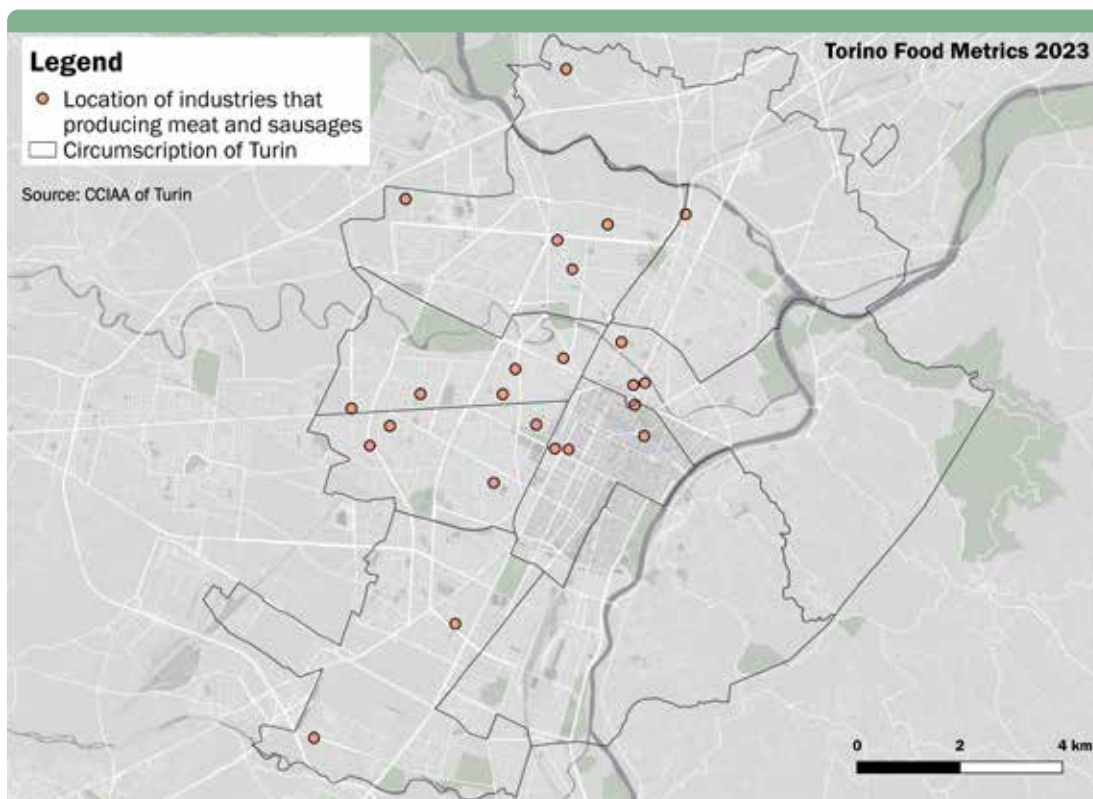 Torino Food Metrics 2023
Legend
Location of industries that
producing meat and sausages
Circumscription of Turin
Source: CCIAA of Turin
0 2 4 km